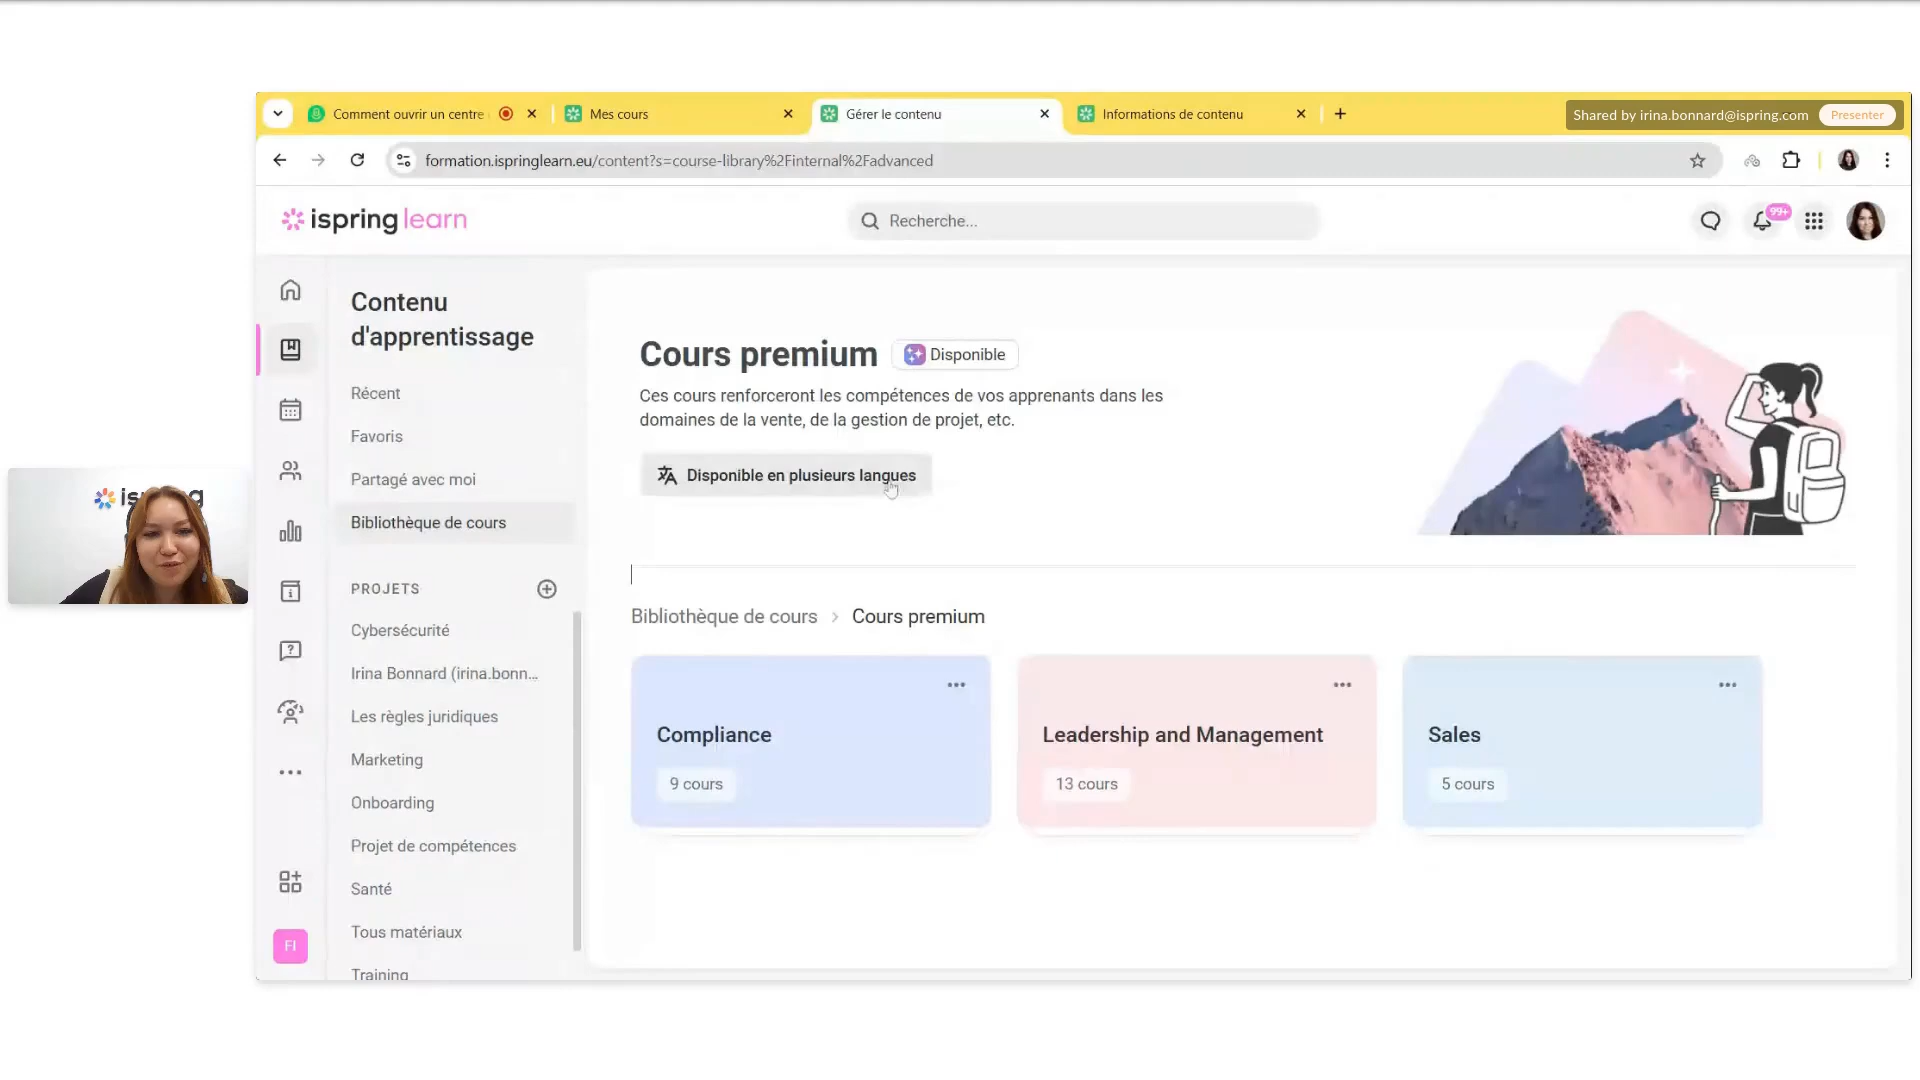 Comment ouvrir un centre
Mes cours
Gérer le contenu
Informations de contenu
Shared by irina.bonnard@ispring.com
Presenter
formation.ispringlearn.eu/content?s=course-library%2Finternal%2Fadvanced
ispring learn
Recherche...
99+
Contenu
d'apprentissage
Récent
Favoris
Partagé avec moi
Bibliothèque de cours
PROJETS
Cybersécurité
Irina Bonnard (irina.bonn...
Les règles juridiques
Marketing
Onboarding
Projet de compétences
Santé
Tous matériaux
Training
FI
Cours premium
Disponible
Ces cours renforceront les compétences de vos apprenants dans les
domaines de la vente, de la gestion de projet, etc.
Disponible en plusieurs langues
Bibliothèque de cours > Cours premium
Compliance
9 cours
Leadership and Management
13 cours
Sales
5 cours